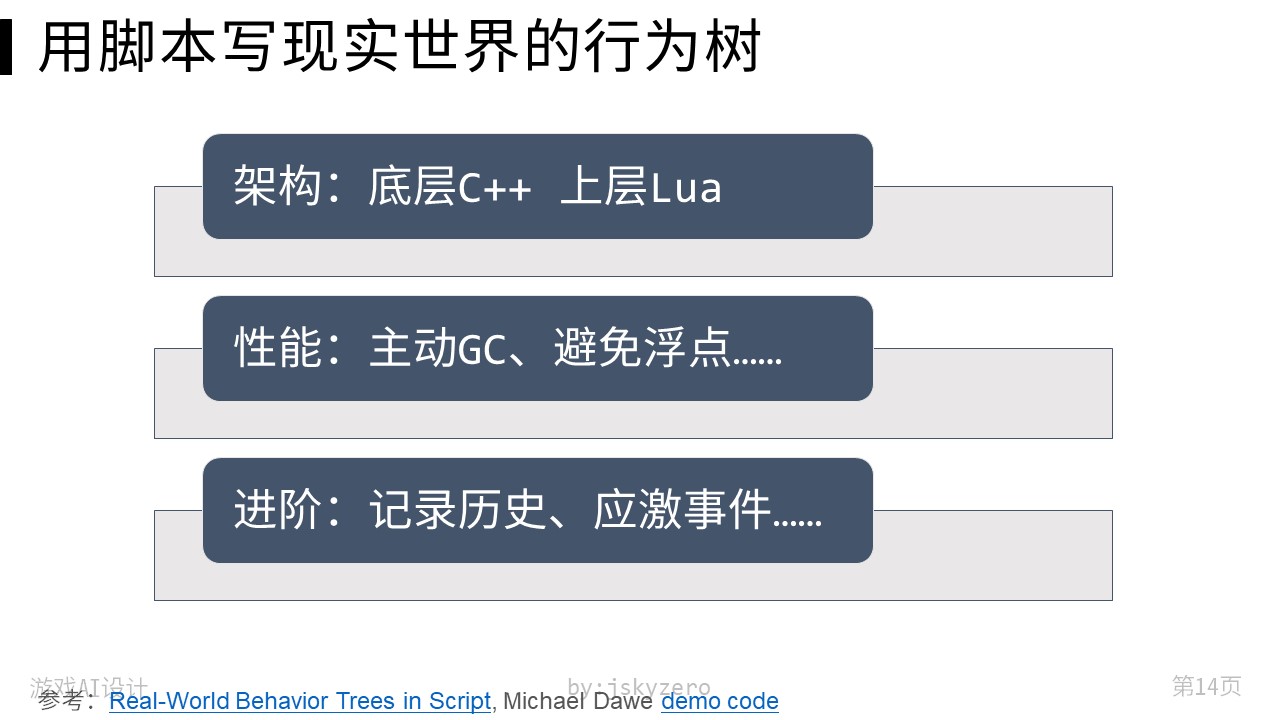 用脚本写现实世界的行为树
架构：底层C++ 上层Lua
性能：主动GC、避免浮点……
进阶：记录历史、应激事件……
游戏AI设计
by:jskyzero
第14页
参考：Real-World Behavior Trees in Script, Michael Dawe demo code